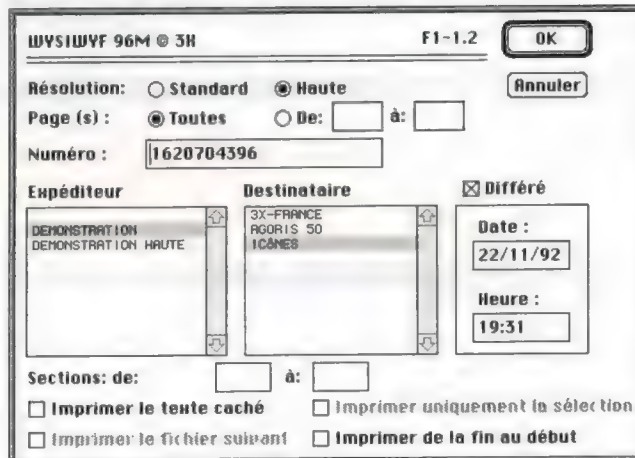 WYSIWYF 96M © 3X F1-1.2 OK
Résolution: Standard Haute Annuler
Page (s) : Toutes De: à:
Numéro : 1620704396
Expéditeur Destinataire Différé
DEMONSTRATION
DEMONSTRATION HAUTE
3X-FRANCE
AGORIS 50
ICÔNES
Date :
22/11/92
Heure :
19:31
Sections: de: à:
Imprimer le texte caché Imprimer uniquement la sélection
Imprimer le fichier suivant Imprimer de la fin au début